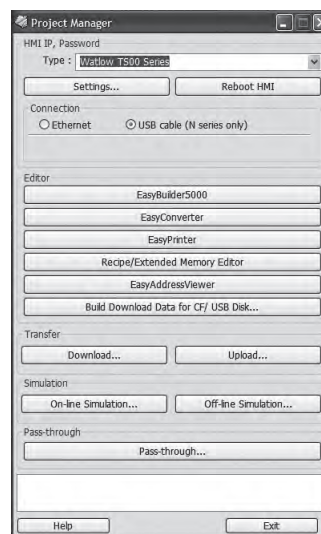 Project Manager
HMI IP, Password
Type : Watlow TS00 Series
Settings...
Reboot HMI
Connection
Ethernet
USB cable (N series only)
Editor
EasyBuilder5000
EasyConverter
EasyPrinter
Recipe/Extended Memory Editor
EasyAddressViewer
Build Download Data for CF/ USB Disk...
Transfer
Download...
Upload...
Simulation
On-line Simulation...
Off-line Simulation...
Pass-through
Pass-through...
Help
Exit